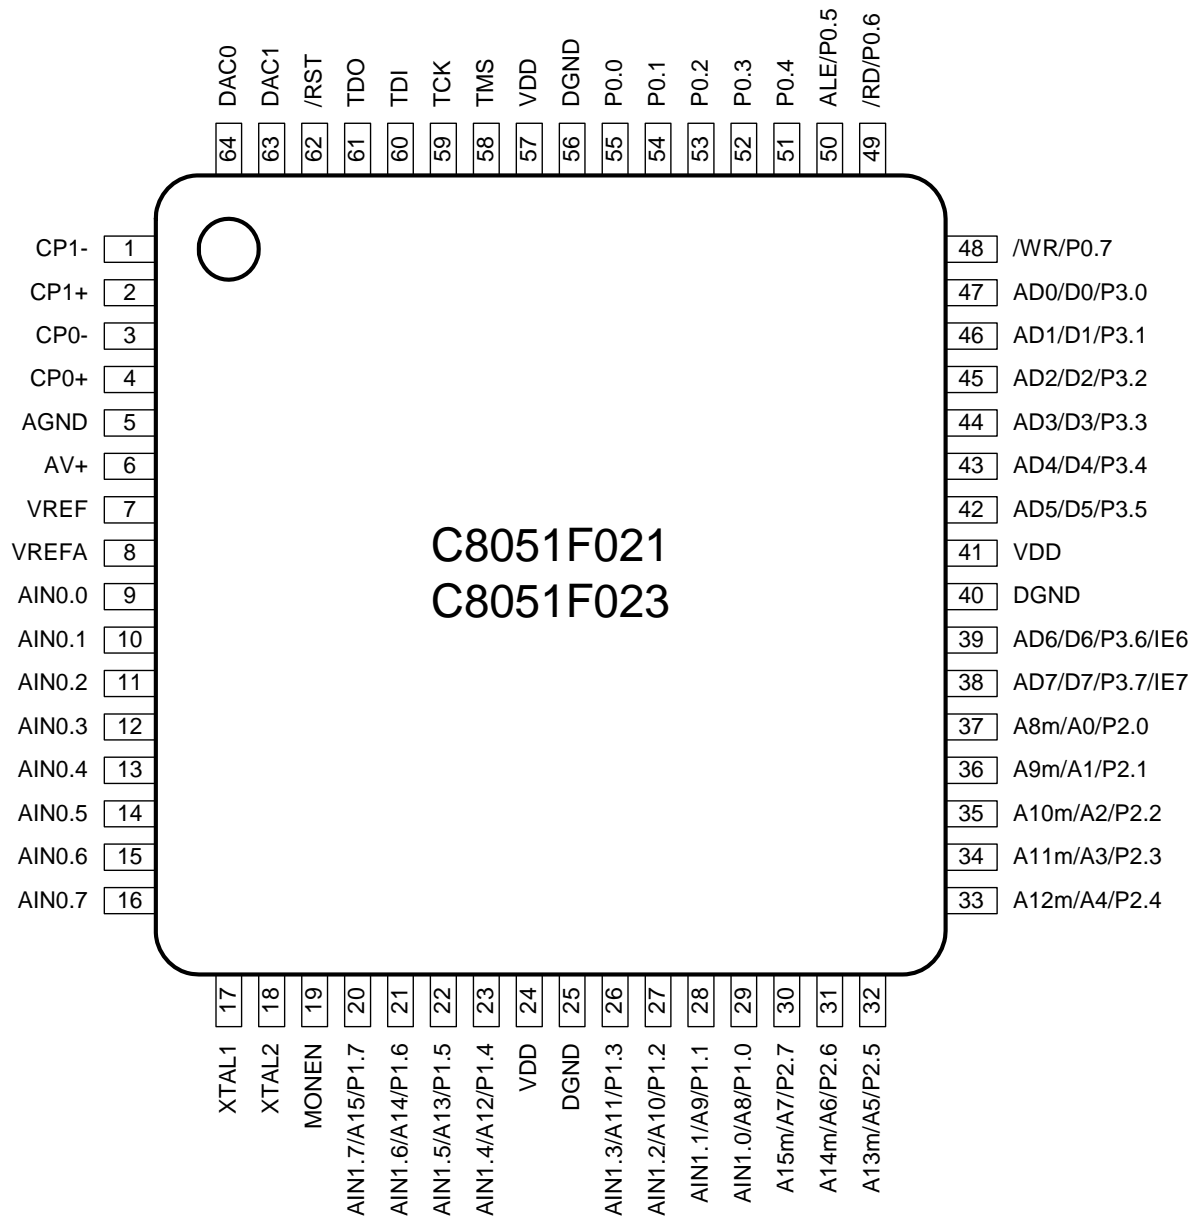 DAC0
DAC1
/RST
TDO
TDI
TCK
TMS
VDD
DGND
P0.0
P0.1
P0.2
P0.3
P0.4
ALE/P0.5
/RD/P0.6
64
63
62
61
60
59
58
57
56
55
54
53
52
51
50
49
CP1- 1
CP1+ 2
CP0- 3
CP0+ 4
AGND 5
AV+ 6
VREF 7
VREFA 8
AIN0.0 9
AIN0.1 10
AIN0.2 11
AIN0.3 12
AIN0.4 13
AIN0.5 14
AIN0.6 15
AIN0.7 16
C8051F021
C8051F023
48 /WR/P0.7
47 AD0/D0/P3.0
46 AD1/D1/P3.1
45 AD2/D2/P3.2
44 AD3/D3/P3.3
43 AD4/D4/P3.4
42 AD5/D5/P3.5
41 VDD
40 DGND
39 AD6/D6/P3.6/IE6
38 AD7/D7/P3.7/IE7
37 A8m/A0/P2.0
36 A9m/A1/P2.1
35 A10m/A2/P2.2
34 A11m/A3/P2.3
33 A12m/A4/P2.4
17
18
19
20
21
22
23
24
25
26
27
28
29
30
31
32
XTAL1
XTAL2
MONEN
AIN1.7/A15/P1.7
AIN1.6/A14/P1.6
AIN1.5/A13/P1.5
AIN1.4/A12/P1.4
VDD
DGND
AIN1.3/A11/P1.3
AIN1.2/A10/P1.2
AIN1.1/A9/P1.1
AIN1.0/A8/P1.0
A15m/A7/P2.7
A14m/A6/P2.6
A13m/A5/P2.5